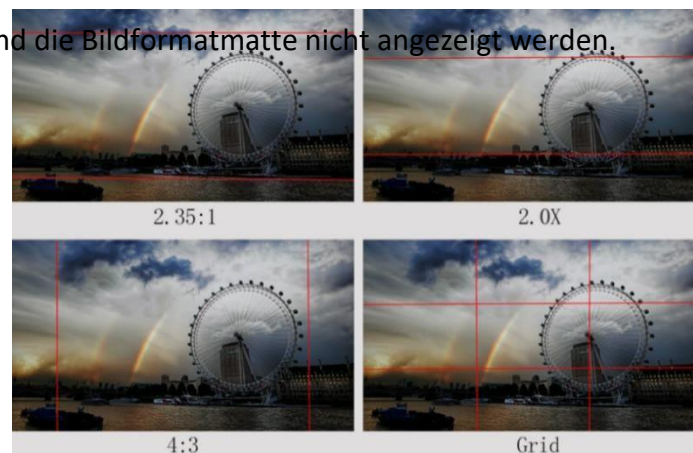 nd die Bildformatmatte nicht angezeigt werden.
2.35:1
2.0X
4:3
Grid